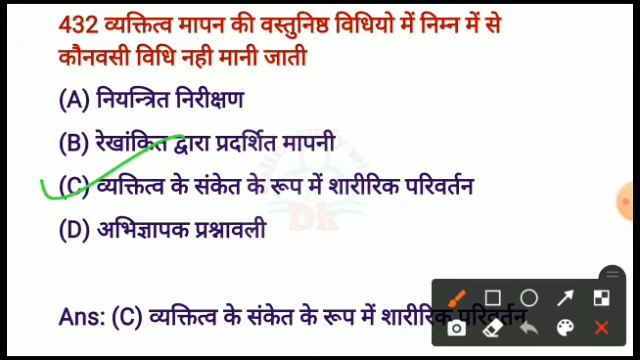 432 व्यक्तित्व मापन की वस्तुनिष्ठ विधियो में निम्न में से
कौनवसी विधि नही मानी जाती
(A) नियन्त्रित निरीक्षण
(B) रेखांकित द्वारा प्रदर्शित मापनी
(C) व्यक्तित्व के संकेत के रूप में शारीरिक परिवर्तन
(D) अभिज्ञापक प्रश्नावली
Dk
Ans: (C) व्यक्तित्व के संकेत के रूप में शारीरिक परिवर्तन